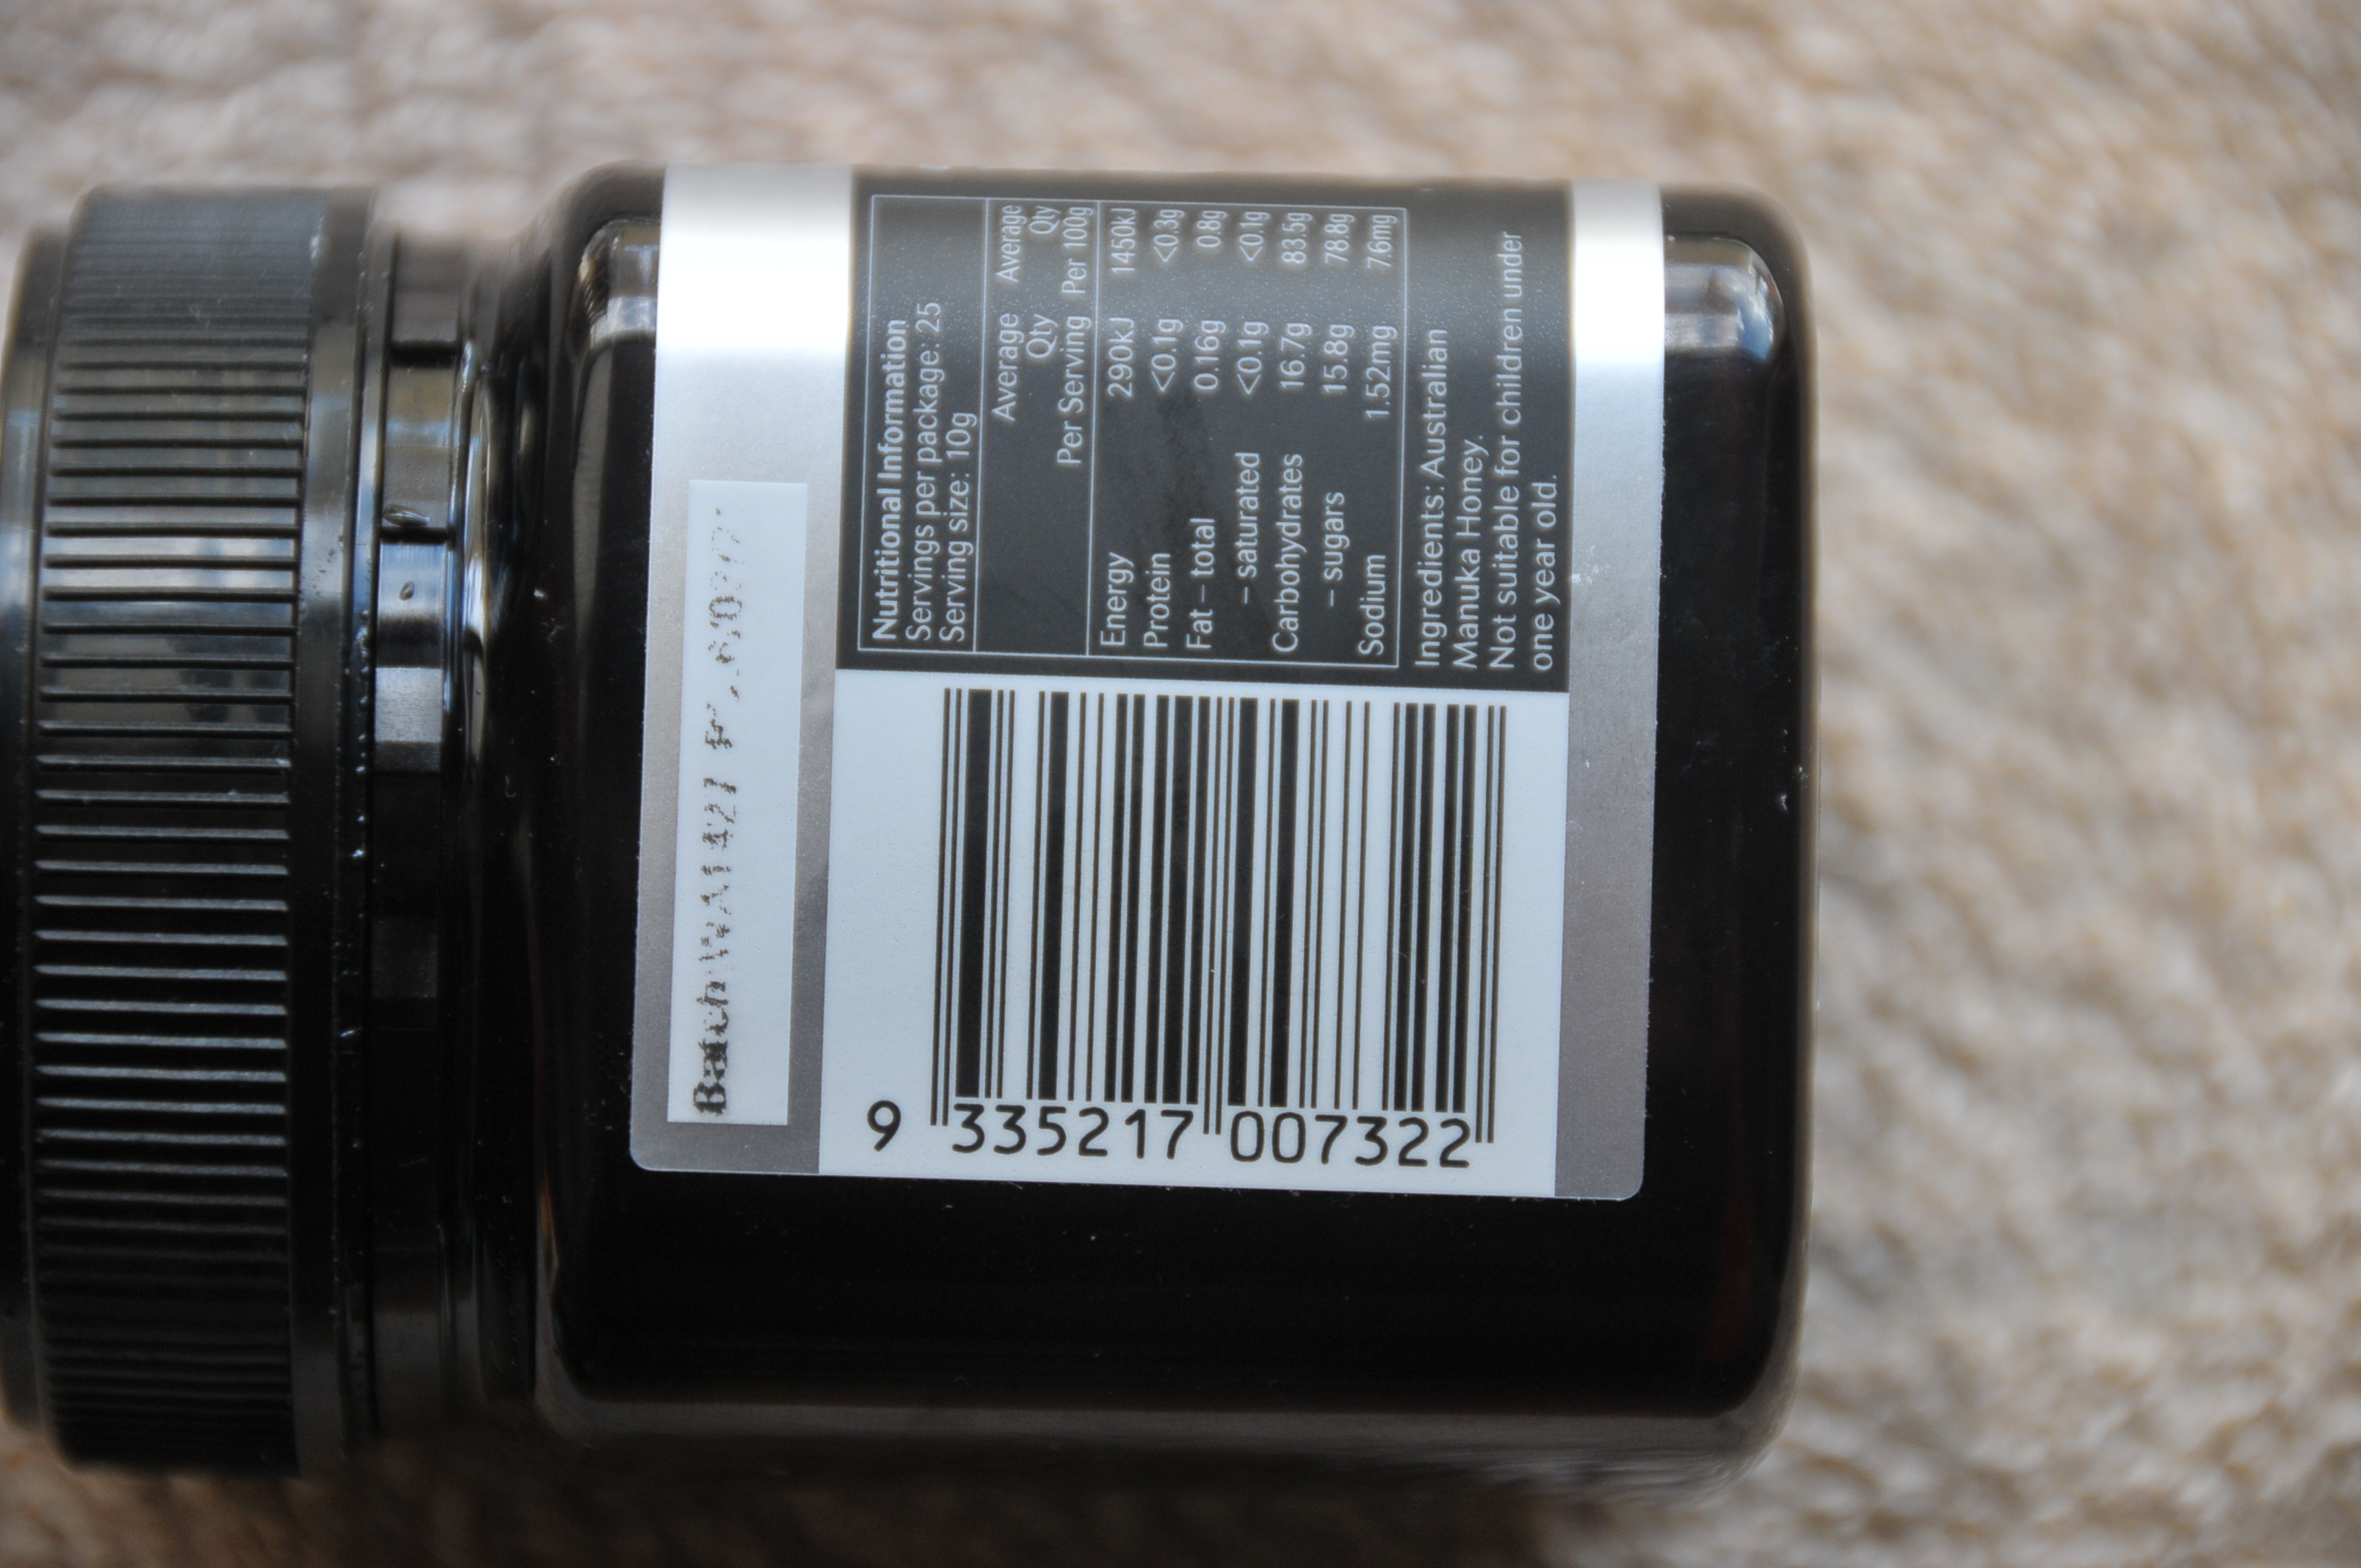 Nutritional Information
Servings per package: 25
Serving size: 10g
Average Average
Qty Qty
Per Serving Per 100g
Energy 290kJ 1450kJ
Protein <0.1g <0.3g
Fat – total 0.16g 0.8g
– saturated <0.1g <0.1g
Carbohydrates 16.7g 83.5g
– sugars 15.8g 78.8g
Sodium 1.52mg 7.6mg
Ingredients: Australian
Manuka Honey.
Not suitable for children under
one year old.
Batch
9 335217 007322